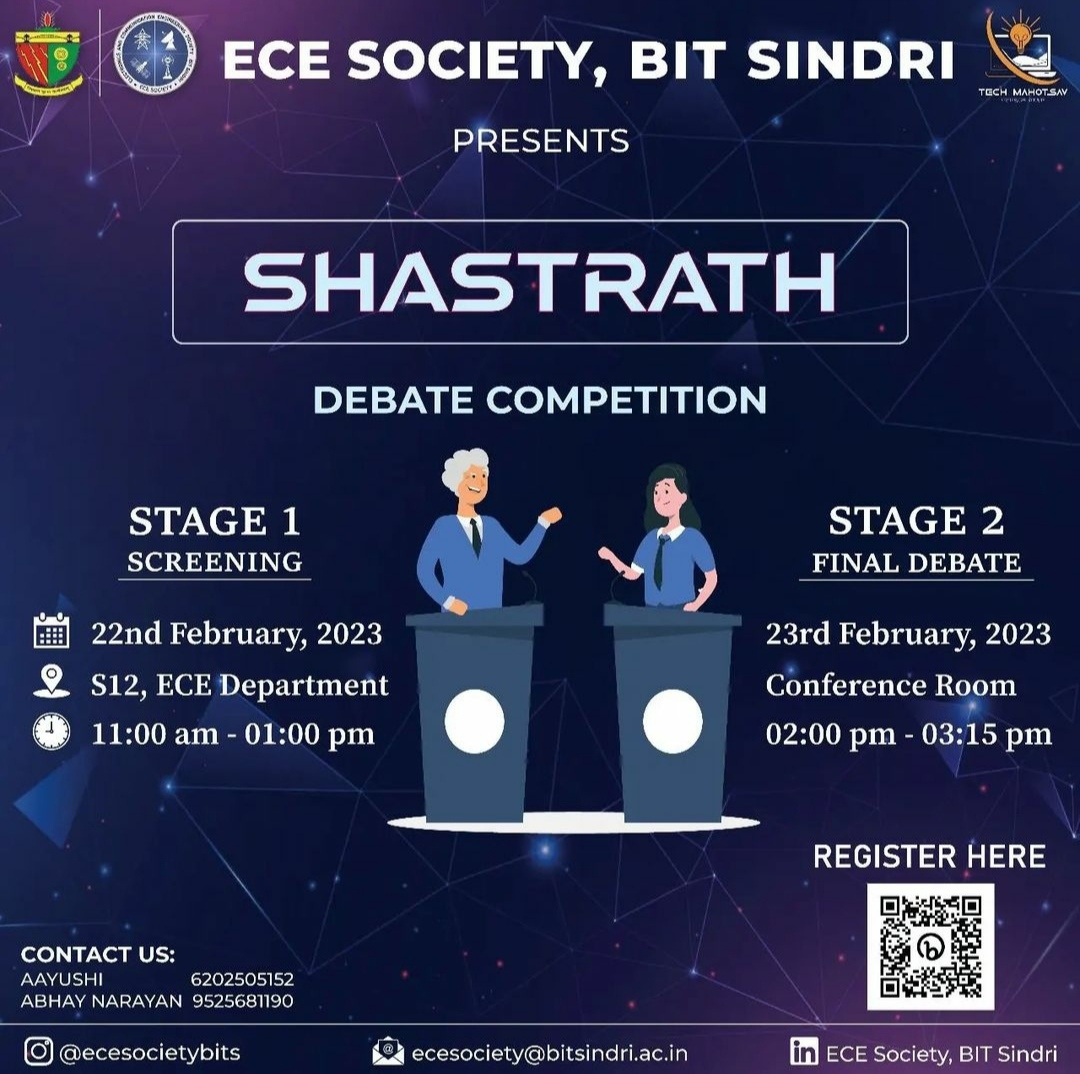 ECE SOCIETY, BIT SINDRI
TECH MAHOTSAV
PRESENTS
SHASTRATH
DEBATE COMPETITION
STAGE 1
SCREENING
22nd February, 2023
S12, ECE Department
11:00 am - 01:00 pm
STAGE 2
FINAL DEBATE
23rd February, 2023
Conference Room
02:00 pm - 03:15 pm
REGISTER HERE
CONTACT US:
AAYUSHI 6202505152
ABHAY NARAYAN 9525681190
@ecesocietybits
ecesociety@bitsindri.ac.in
ECE Society, BIT Sindri